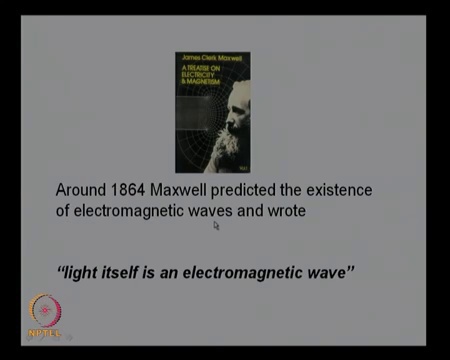 James Clerk Maxwell
A TREATISE ON
ELECTRICITY
& MAGNETISM
Around 1864 Maxwell predicted the existence
of electromagnetic waves and wrote
“light itself is an electromagnetic wave”
NPTEL